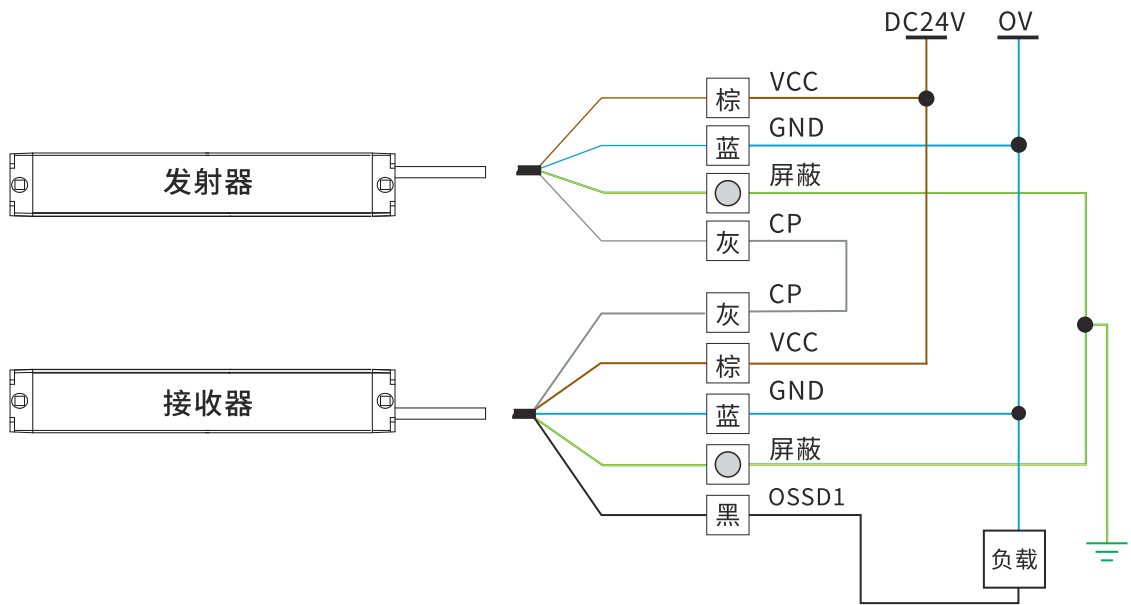 DC24V
OV
棕
VCC
蓝
GND
发射器
屏蔽
灰
CP
灰
CP
棕
VCC
接收器
蓝
GND
屏蔽
黑
OSSD1
负载